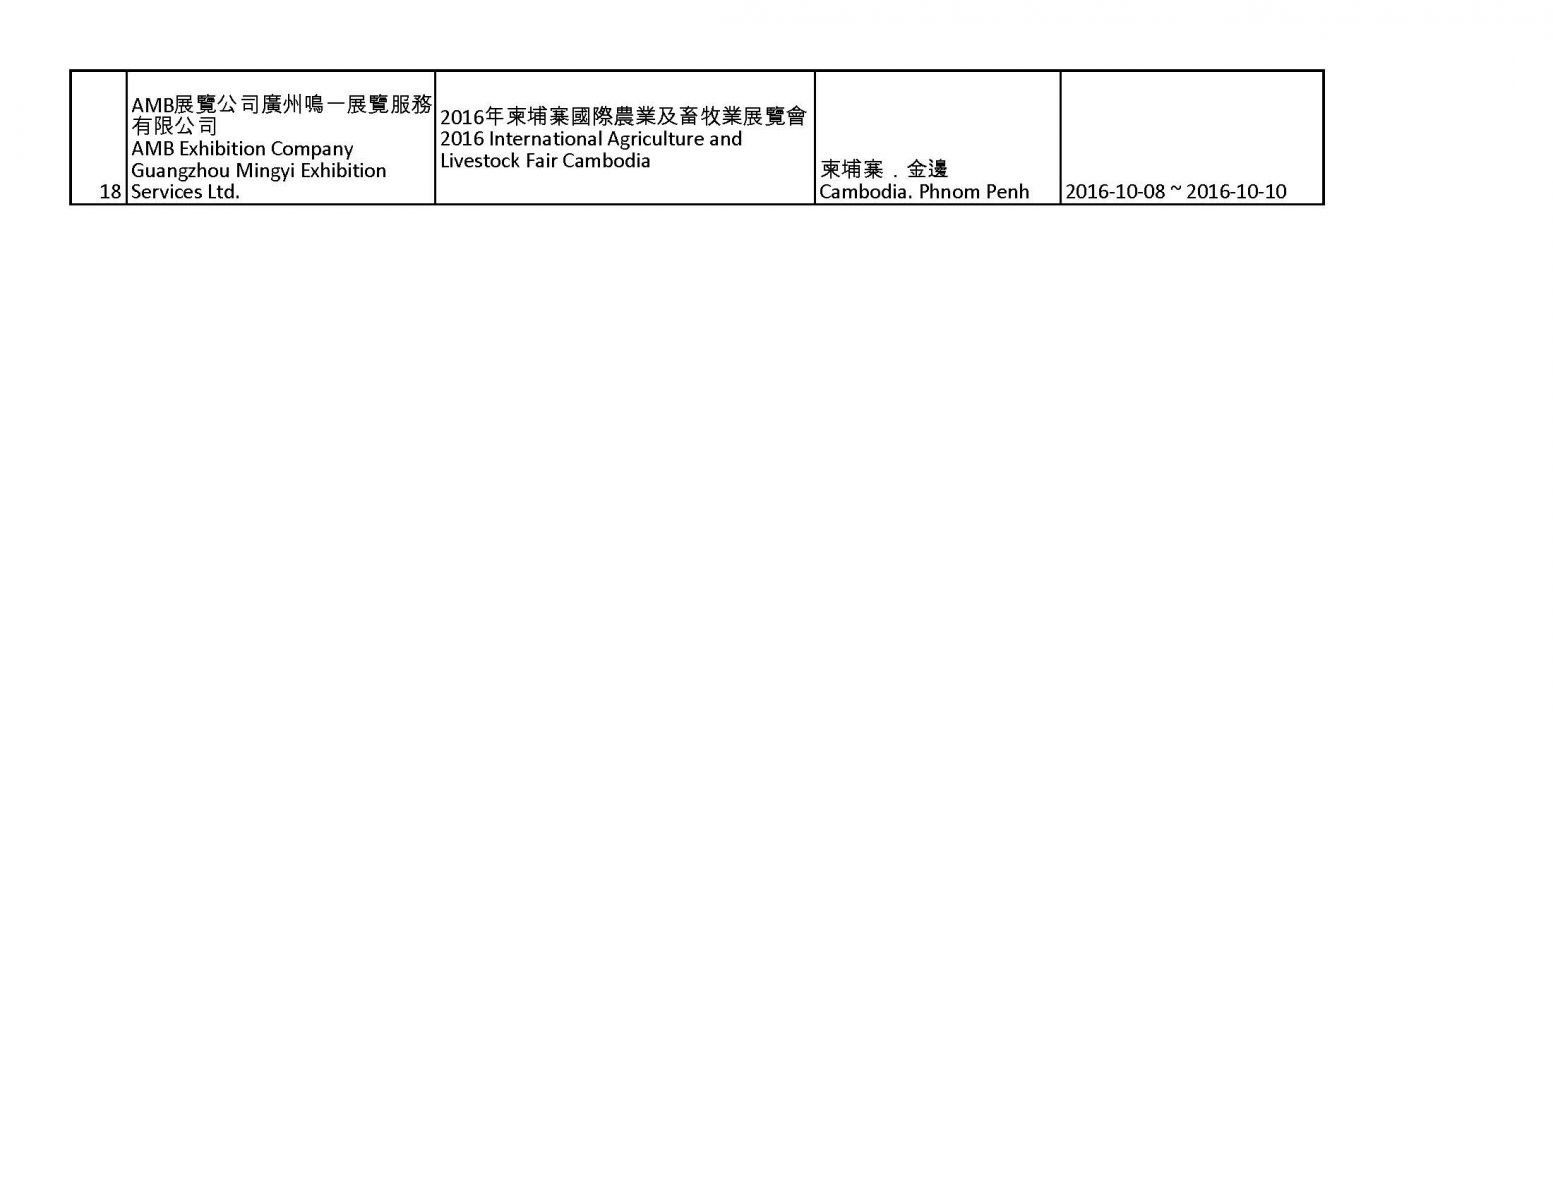 18
AMB展覽公司廣州鳴一展覽服務
有限公司
AMB Exhibition Company
Guangzhou Mingyi Exhibition
Services Ltd.
2016年柬埔寨國際農業及畜牧業展覽會
2016 International Agriculture and
Livestock Fair Cambodia
柬埔寨．金邊
Cambodia. Phnom Penh
2016-10-08 ~ 2016-10-10